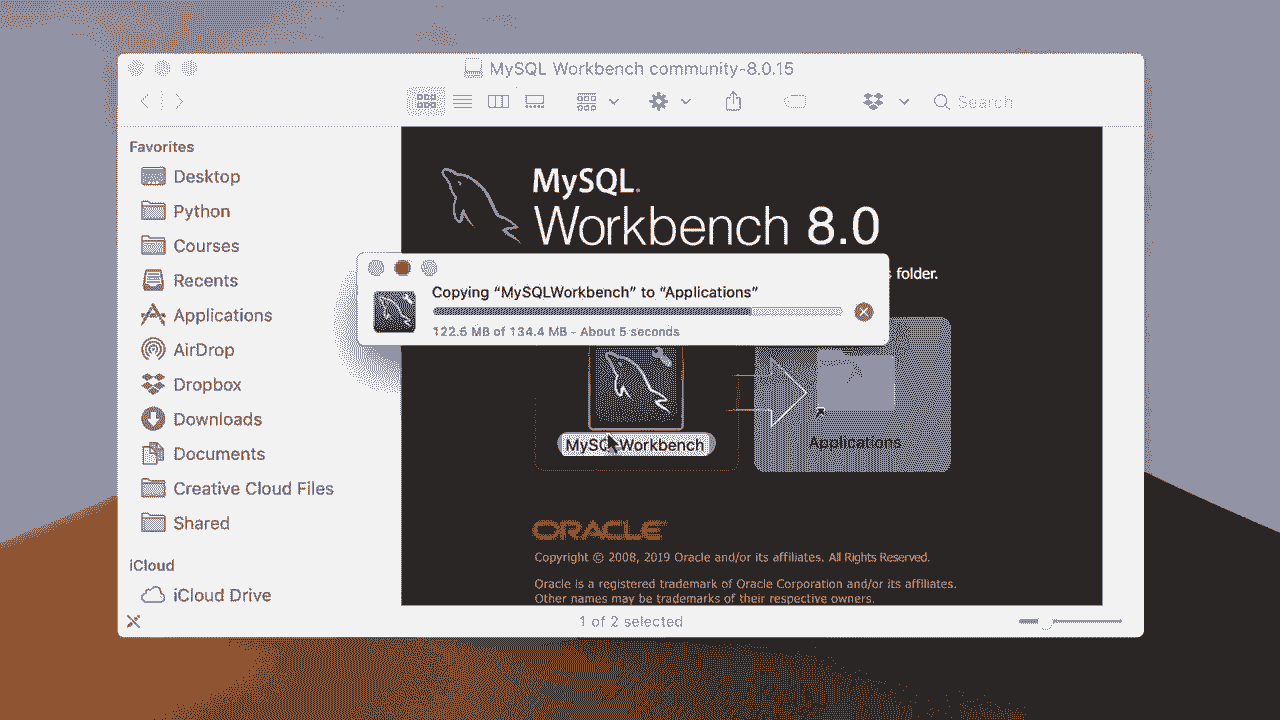 MySQL Workbench community-8.0.15
Search
Favorites
Desktop
Python
Courses
Recents
Applications
AirDrop
Dropbox
Downloads
Documents
Creative Cloud Files
Shared
iCloud
iCloud Drive
MySQL.
Workbench 8.0
s folder.
Copying “MySQLWorkbench” to “Applications”
122.6 MB of 134.4 MB - About 5 seconds
MySQLWorkbench
Applications
ORACLE
Copyright © 2008, 2019 Oracle and/or its affiliates. All Rights Reserved.
Oracle is a registered trademark of Oracle Corporation and/or its affiliates.
Other names may be trademarks of their respective owners.
1 of 2 selected